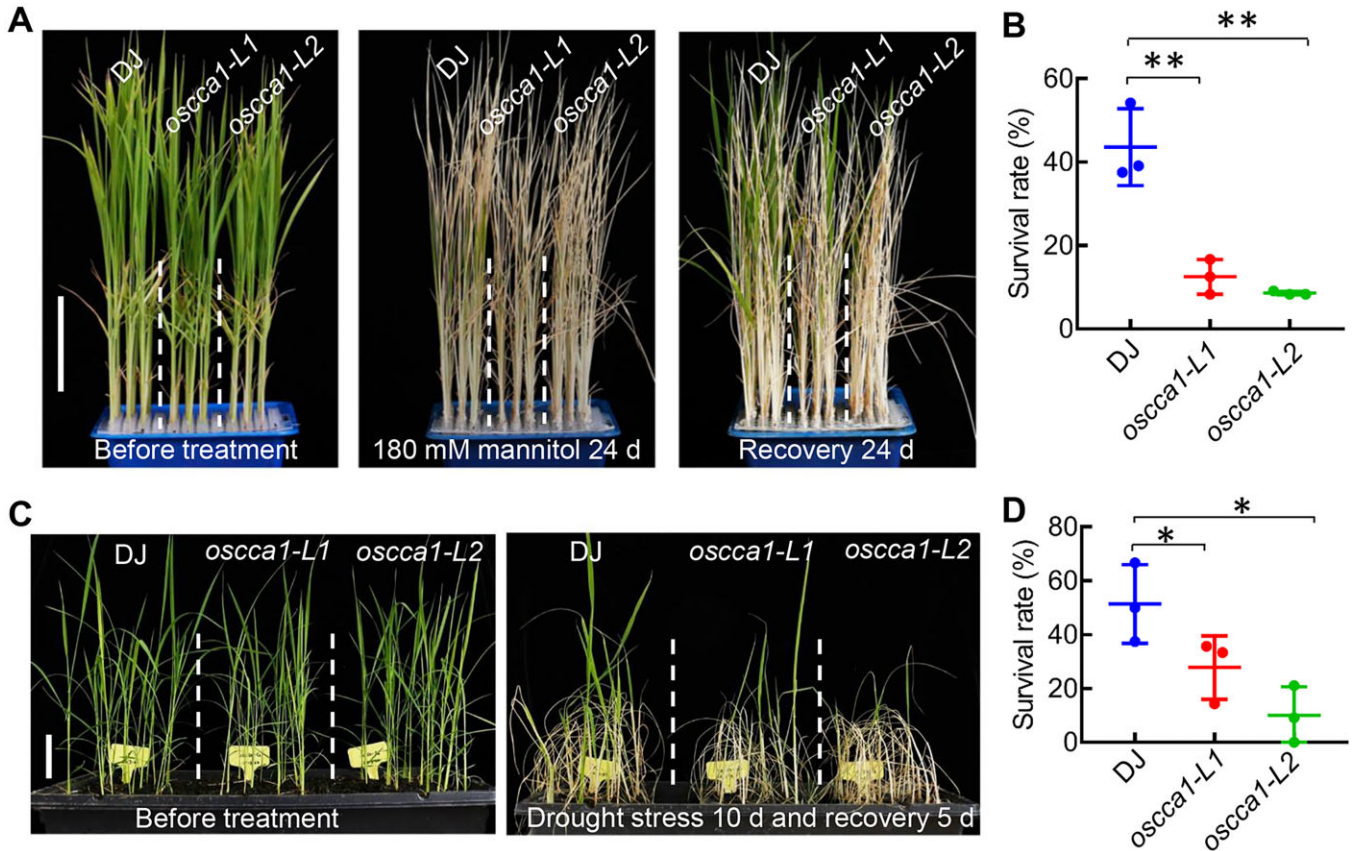 A
DJ
oscca1-L1
oscca1-L2
Before treatment
DJ
oscca1-L1
oscca1-L2
180 mM mannitol 24 d
DJ
oscca1-L1
oscca1-L2
Recovery 24 d
B
**
**
Survival rate (%)
60
40
20
0
DJ
oscca1-L1
oscca1-L2
C
DJ
oscca1-L1
oscca1-L2
Before treatment
DJ
oscca1-L1
oscca1-L2
Drought stress 10 d and recovery 5 d
D
*
*
Survival rate (%)
80
60
40
20
0
DJ
oscca1-L1
oscca1-L2